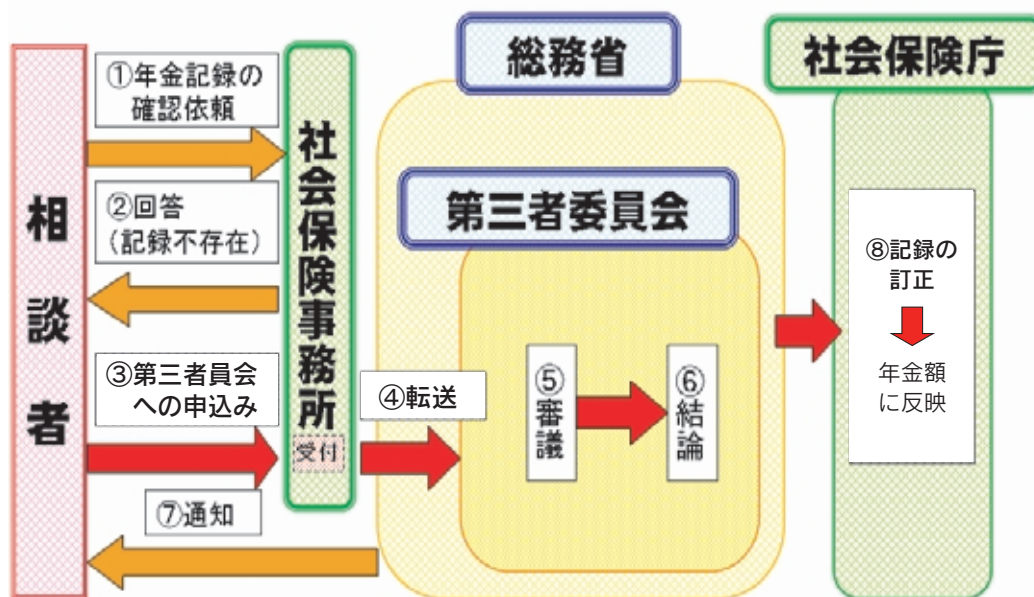 総務省
社会保険庁
第三者委員会
相談者
社会保険事務所
受付
①年金記録の
確認依頼
②回答
(記録不存在)
③第三者員会
への申込み
④転送
⑤審議
⑥結論
⑦通知
⑧記録の
訂正
年金額
に反映